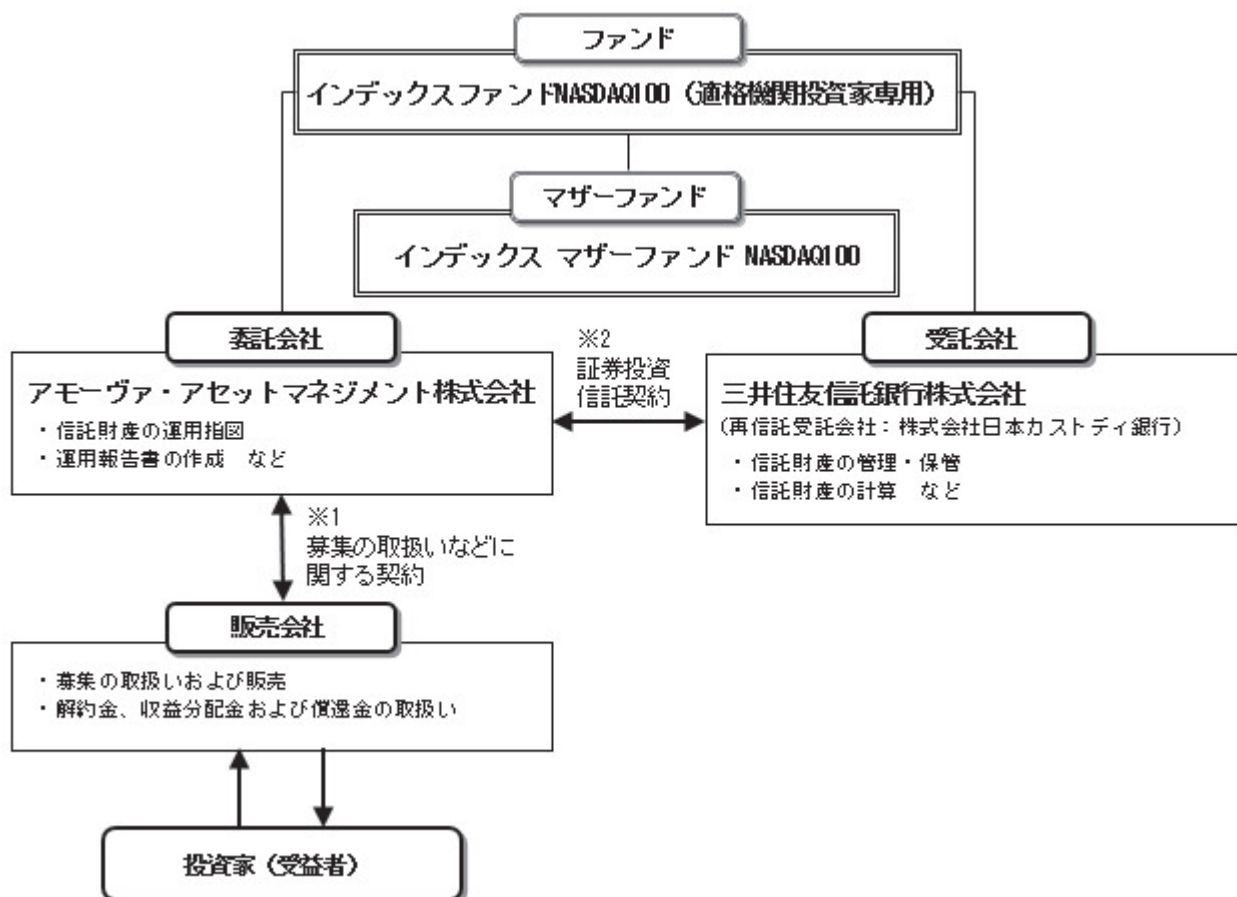 ファンド
インデックスファンドNASDAQ100（適格機関投資家専用）
マザーファンド
インデックス マザーファンド NASDAQ100
委託会社
アモーヴァ・アセットマネジメント株式会社
・信託財産の運用指図
・運用報告書の作成　など
※2
証券投資
信託契約
受託会社
三井住友信託銀行株式会社
（再信託受託会社：株式会社日本カストディ銀行）
・信託財産の管理・保管
・信託財産の計算　など
※1
募集の取扱いなどに
関する契約
販売会社
・募集の取扱いおよび販売
・解約金、収益分配金および償還金の取扱い
投資家（受益者）